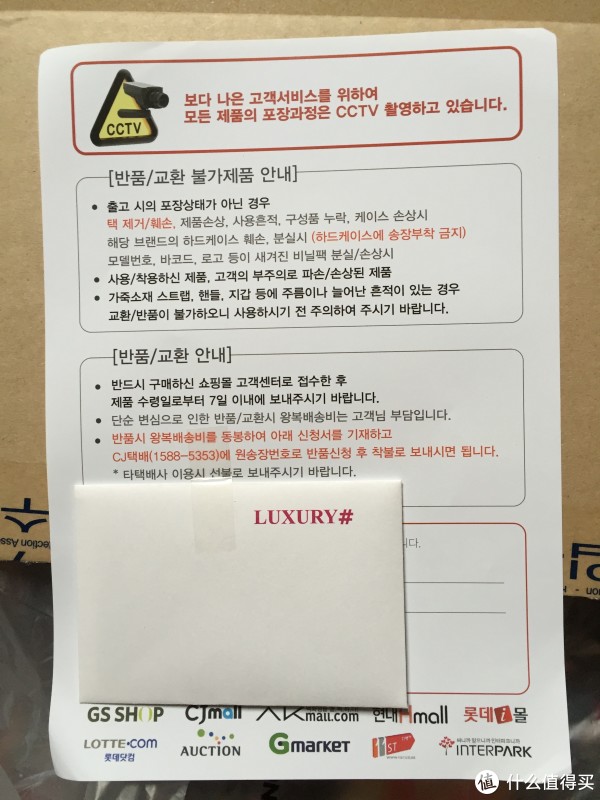 CCTV
보다 나은 고객서비스를 위하여
모든 제품의 포장과정은 CCTV 촬영하고 있습니다.
[반품/교환 불가제품 안내]
• 출고 시의 포장상태가 아닌 경우
택 제거/훼손, 제품손상, 사용흔적, 구성품 누락, 케이스 손상시
해당 브랜드의 하드케이스 훼손, 분실시 (하드케이스에 송장부착 금지)
모델번호, 바코드, 로고 등이 새겨진 비닐팩 분실/손상시
• 사용/착용하신 제품, 고객의 부주의로 파손/손상된 제품
• 가죽소재 스트랩, 핸들, 지갑 등에 주름이나 늘어난 흔적이 있는 경우
교환/반품이 불가하오니 사용하시기 전 주의하여 주시기 바랍니다.
[반품/교환 안내]
• 반드시 구매하신 쇼핑몰 고객센터로 접수한 후
제품 수령일로부터 7일 이내에 보내주시기 바랍니다.
• 단순 변심으로 인한 반품/교환시 왕복배송비는 고객님 부담입니다.
• 반품시 왕복배송비를 동봉하여 아래 신청서를 기재하고
CJ택배(1588-5353)에 원송장번호로 반품신청 후 착불로 보내시면 됩니다.
* 타택배사 이용시 선불로 보내주시기 바랍니다.
LUXURY#
니다.
GS SHOP CJmall AKmall.com 현대Hmall 롯데i몰
LOTTE.COM 롯데닷컴 AUCTION Gmarket 11ST INTERPARK
值 什么值得买